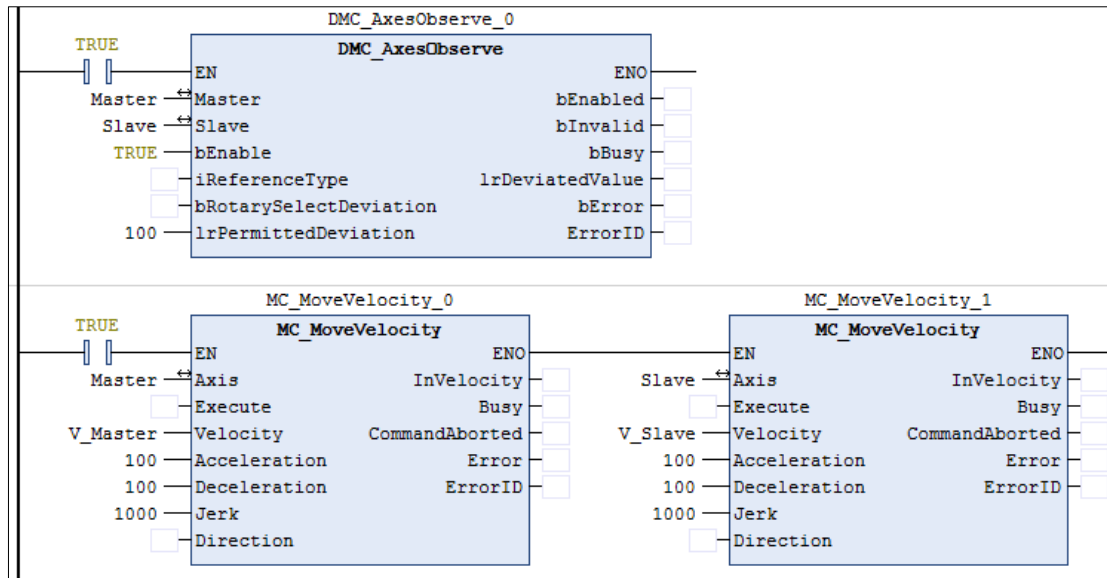 DMC_AxesObserve_0
TRUE
DMC_AxesObserve
EN ENO
Master Master bEnabled
Slave Slave bInvalid
TRUE bEnable bBusy
iReferenceType lrDeviatedValue
bRotarySelectDeviation bError
100 lrPermittedDeviation ErrorID
MC_MoveVelocity_0 MC_MoveVelocity_1
TRUE
MC_MoveVelocity MC_MoveVelocity
EN ENO EN ENO
Master Axis InVelocity Slave Axis InVelocity
Execute Busy Execute Busy
V_Master Velocity CommandAborted V_Slave Velocity CommandAborted
100 Acceleration Error 100 Acceleration Error
100 Deceleration ErrorID 100 Deceleration ErrorID
1000 Jerk 1000 Jerk
Direction Direction